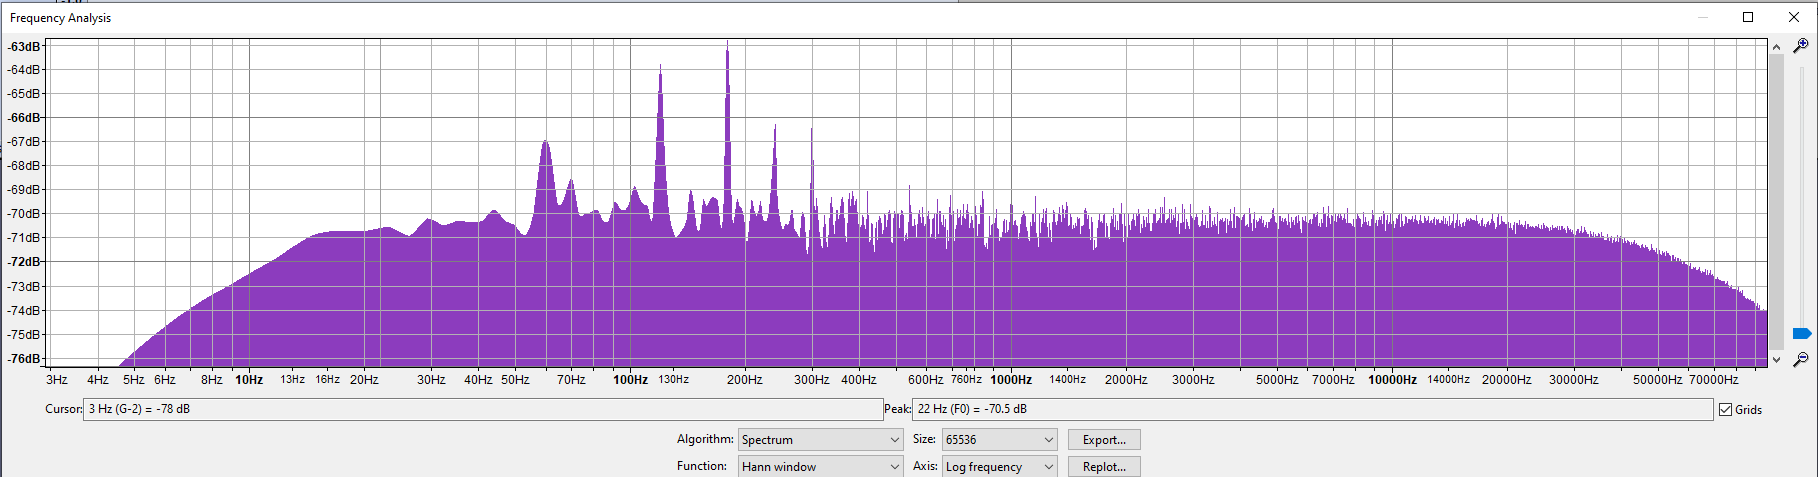 Frequency Analysis
-63dB
-64dB
-65dB
-66dB
-67dB
-68dB
-69dB
-70dB
-71dB
-72dB
-73dB
-74dB
-75dB
-76dB
3Hz 4Hz 5Hz 6Hz 8Hz 10Hz 13Hz 16Hz 20Hz 30Hz 40Hz 50Hz 70Hz 100Hz 130Hz 200Hz 300Hz 400Hz 600Hz 760Hz 1000Hz 1400Hz 2000Hz 3000Hz 5000Hz 7000Hz 10000Hz 14000Hz 20000Hz 30000Hz 50000Hz 70000Hz
Cursor: 3 Hz (G-2) = -78 dB Peak: 22 Hz (F0) = -70.5 dB Grids
Algorithm: Spectrum Size: 65536 Export...
Function: Hann window Axis: Log frequency Replot...